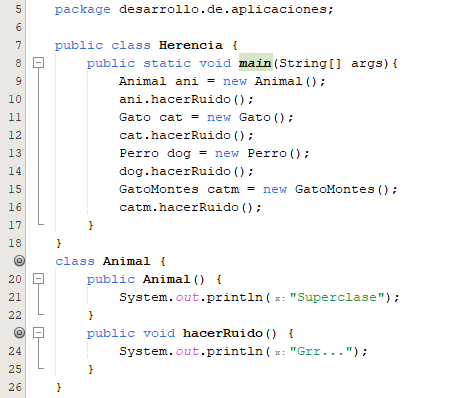 5 package desarrollo.de.aplicaciones;
6
7 public class Herencia {
8 public static void main(String[] args){
9 Animal ani = new Animal();
10 ani.hacerRuido();
11 Gato cat = new Gato();
12 cat.hacerRuido();
13 Perro dog = new Perro();
14 dog.hacerRuido();
15 GatoMontes catm = new GatoMontes();
16 catm.hacerRuido();
17 }
18 }
class Animal {
20 public Animal() {
21 System.out.println(x: "Superclase");
22 }
public void hacerRuido() {
24 System.out.println(x: "Grr...");
25 }
26 }